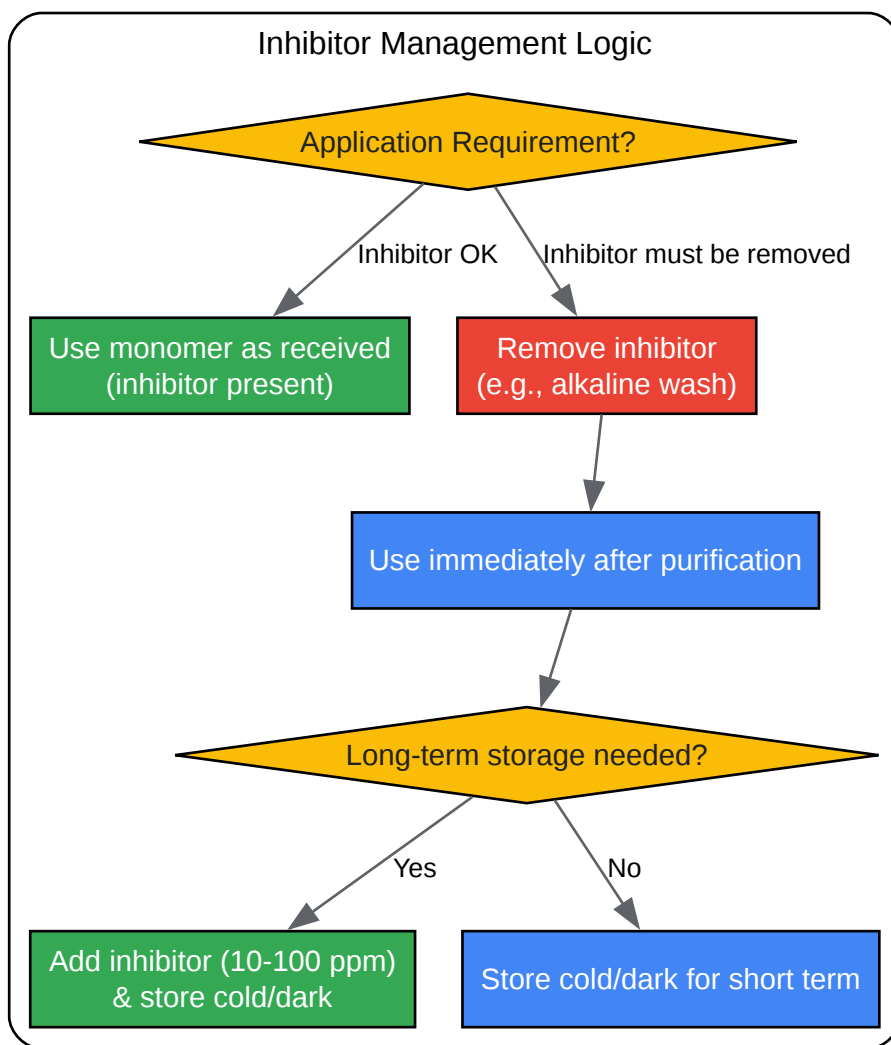 Inhibitor Management Logic
Application Requirement?
Inhibitor OK
Inhibitor must be removed
Use monomer as received
(inhibitor present)
Remove inhibitor
(e.g., alkaline wash)
Use immediately after purification
Long-term storage needed?
Yes
No
Add inhibitor (10-100 ppm)
& store cold/dark
Store cold/dark for short term